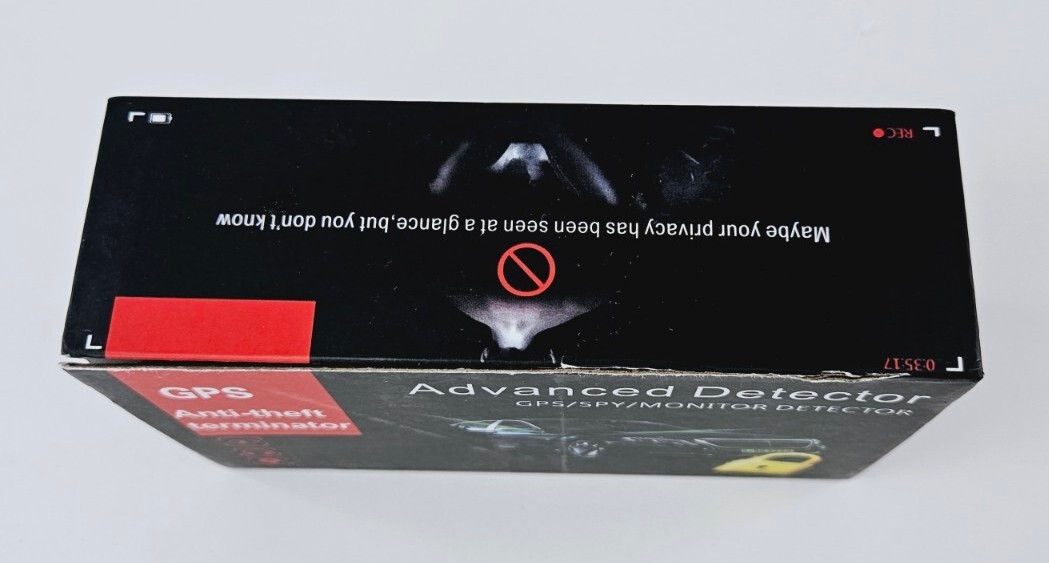 REC
Maybe your privacy has been seen at a glance,but you don't know
0:35:17
GPS
Anti-theft
terminator
Advanced Detector
GPS/SPY/MONITOR DETECTOR